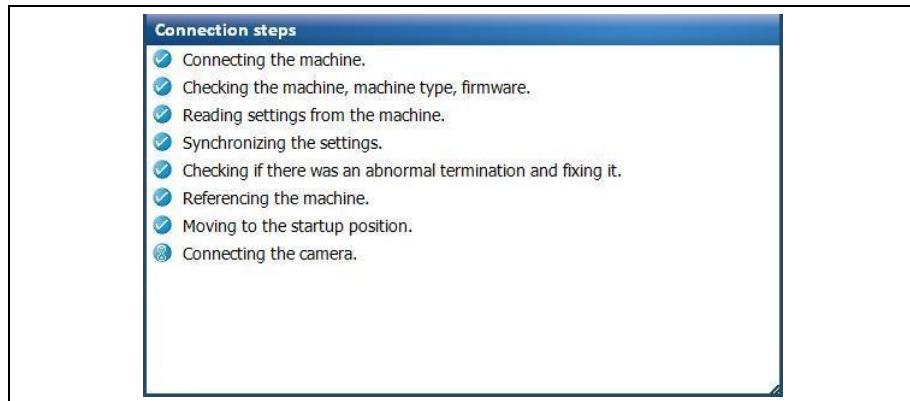 Connection steps
Connecting the machine.
Checking the machine, machine type, firmware.
Reading settings from the machine.
Synchronizing the settings.
Checking if there was an abnormal termination and fixing it.
Referencing the machine.
Moving to the startup position.
Connecting the camera.